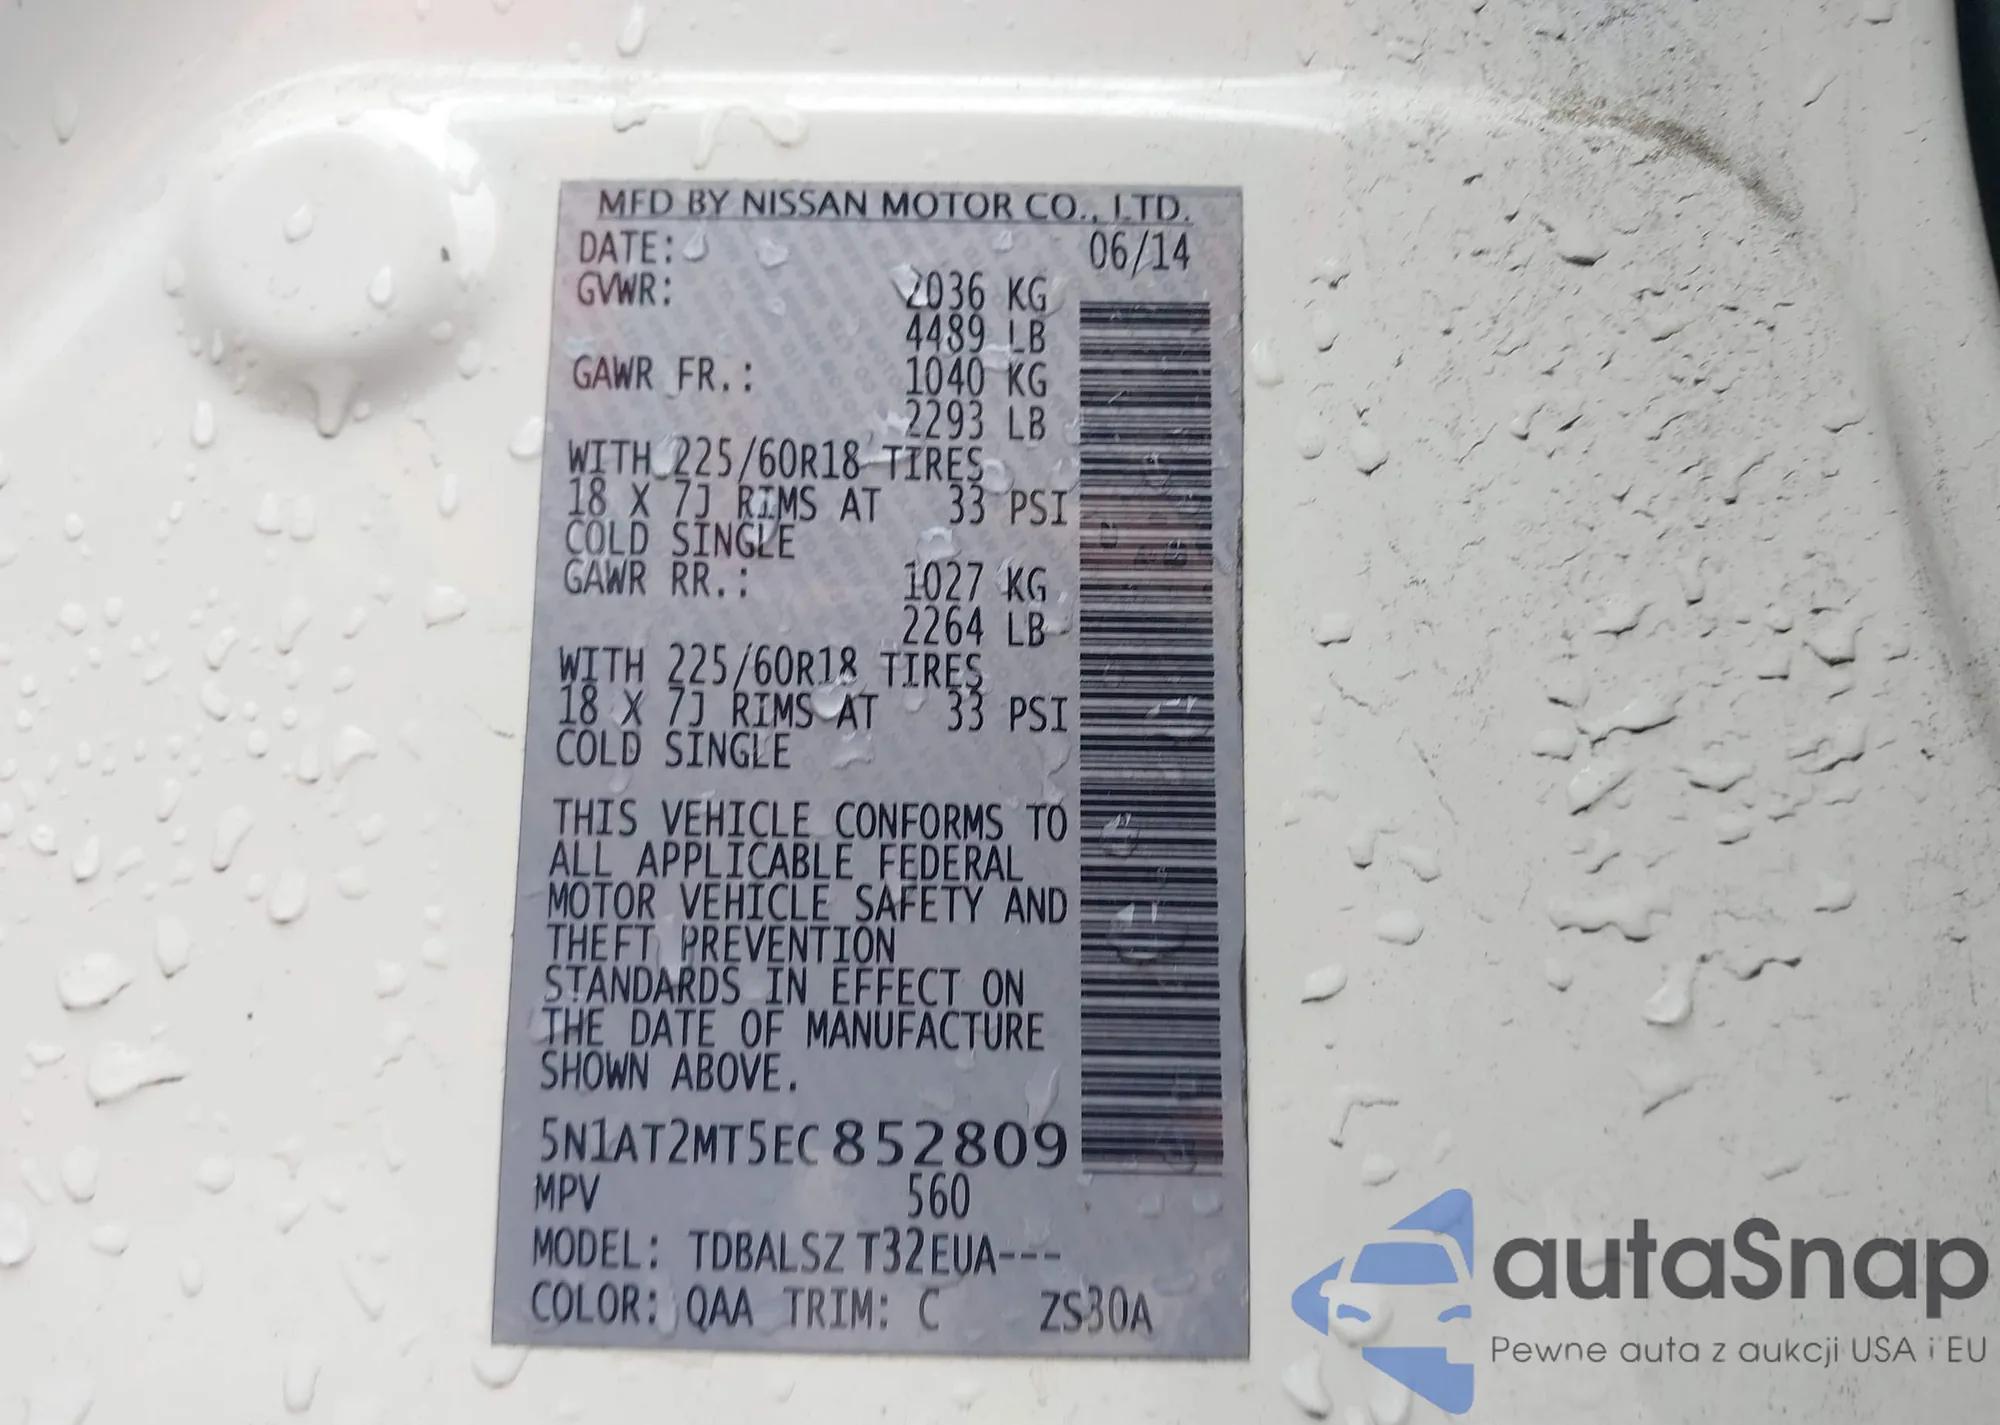 MFD BY NISSAN MOTOR CO., LTD.
DATE: 06/14
GVWR: 2036 KG
4489 LB
GAWR FR.: 1040 KG
2293 LB
WITH 225/60R18 TIRES
18 X 7J RIMS AT 33 PSI
COLD SINGLE
GAWR RR.: 1027 KG
2264 LB
WITH 225/60R18 TIRES
18 X 7J RIMS AT 33 PSI
COLD SINGLE
THIS VEHICLE CONFORMS TO
ALL APPLICABLE FEDERAL
MOTOR VEHICLE SAFETY AND
THEFT PREVENTION
STANDARDS IN EFFECT ON
THE DATE OF MANUFACTURE
SHOWN ABOVE.
5N1AT2MT5EC852809
MPV 560
MODEL: TDBALSZ T32EUA---
COLOR: QAA TRIM: C ZS30A
autaSnap
Pewne auta z aukcji USA i EU